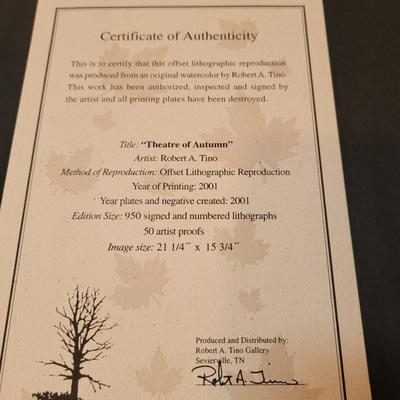 Certificate of Authenticity
This is to certify that this offset lithographic reproduction
was produced from an original watercolor by Robert A. Tino.
This work has been authorized, inspected and signed by
the artist and all printing plates have been destroyed.
Title: “Theatre of Autumn”
Artist: Robert A. Tino
Method of Reproduction: Offset Lithographic Reproduction
Year of Printing: 2001
Year plates and negative created: 2001
Edition Size: 950 signed and numbered lithographs
50 artist proofs
Image size: 21 1/4″ x 15 3/4″
Produced and Distributed by:
Robert A. Tino Gallery
Sevierville, TN
Robt A. Tino